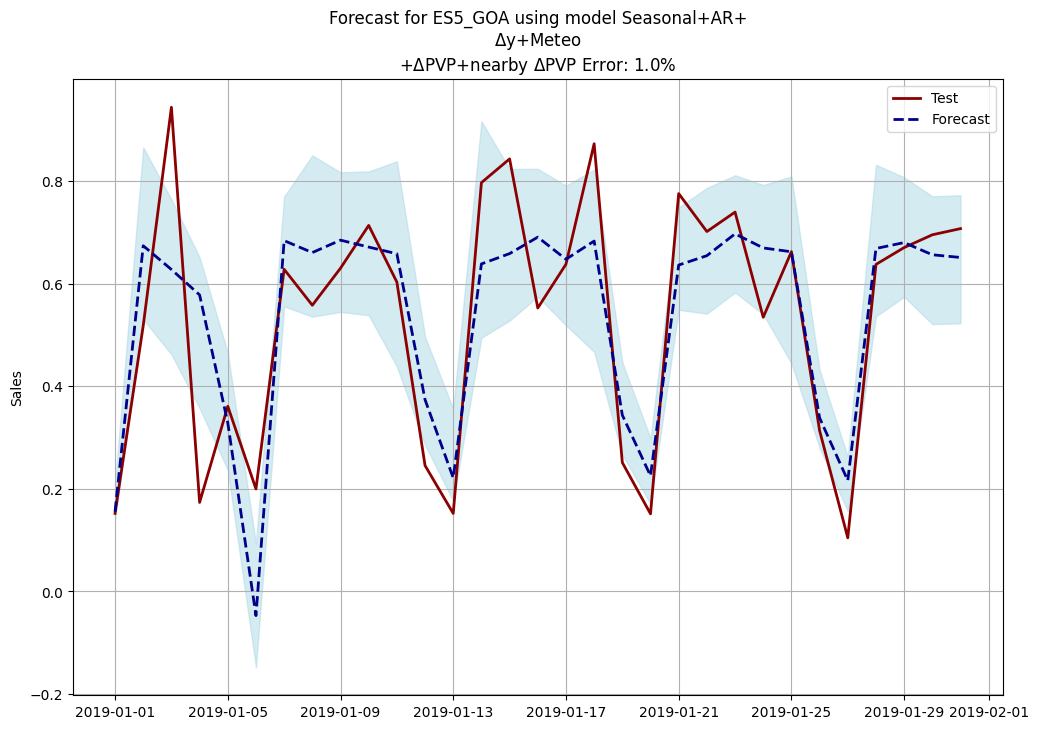 Forecast for ES5_GOA using model Seasonal+AR+
Δy+Meteo
+ΔPVP+nearby ΔPVP Error: 1.0%
Test
Forecast
Sales
0.8
0.6
0.4
0.2
0.0
−0.2
2019-01-01 2019-01-05 2019-01-09 2019-01-13 2019-01-17 2019-01-21 2019-01-25 2019-01-29 2019-02-01